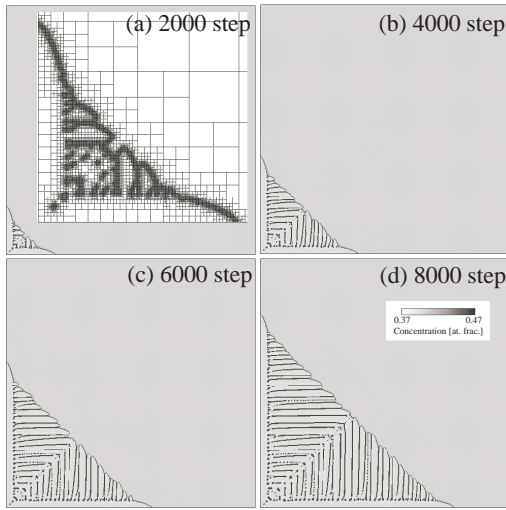 (a) 2000 step
(b) 4000 step
(c) 6000 step
(d) 8000 step
0.37 0.47
Concentration [at. frac.]